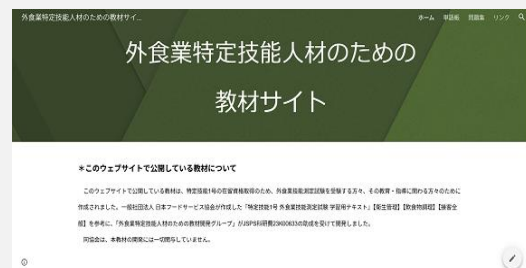 外食業特定技能人材のための教材サイ...
ホーム 単語帳 問題集 リンク
外食業特定技能人材のための
教材サイト
＊このウェブサイトで公開している教材について
このウェブサイトで公開している教材は、特定技能1号の在留資格取得のため、外食業技能測定試験を受験する方々、その教育・指導に関わる方々のために
作成されました。一般社団法人 日本フードサービス協会が作成した「特定技能1号 外食業技能測定試験 学習用テキスト」【衛生管理】【飲食物調理】【接客全
般】を参考に、「外食業特定技能人材のための教材開発グループ」がJSPS科研費23K00633の助成を受けて開発しました。
同協会は、本教材の開発には一切関与していません。